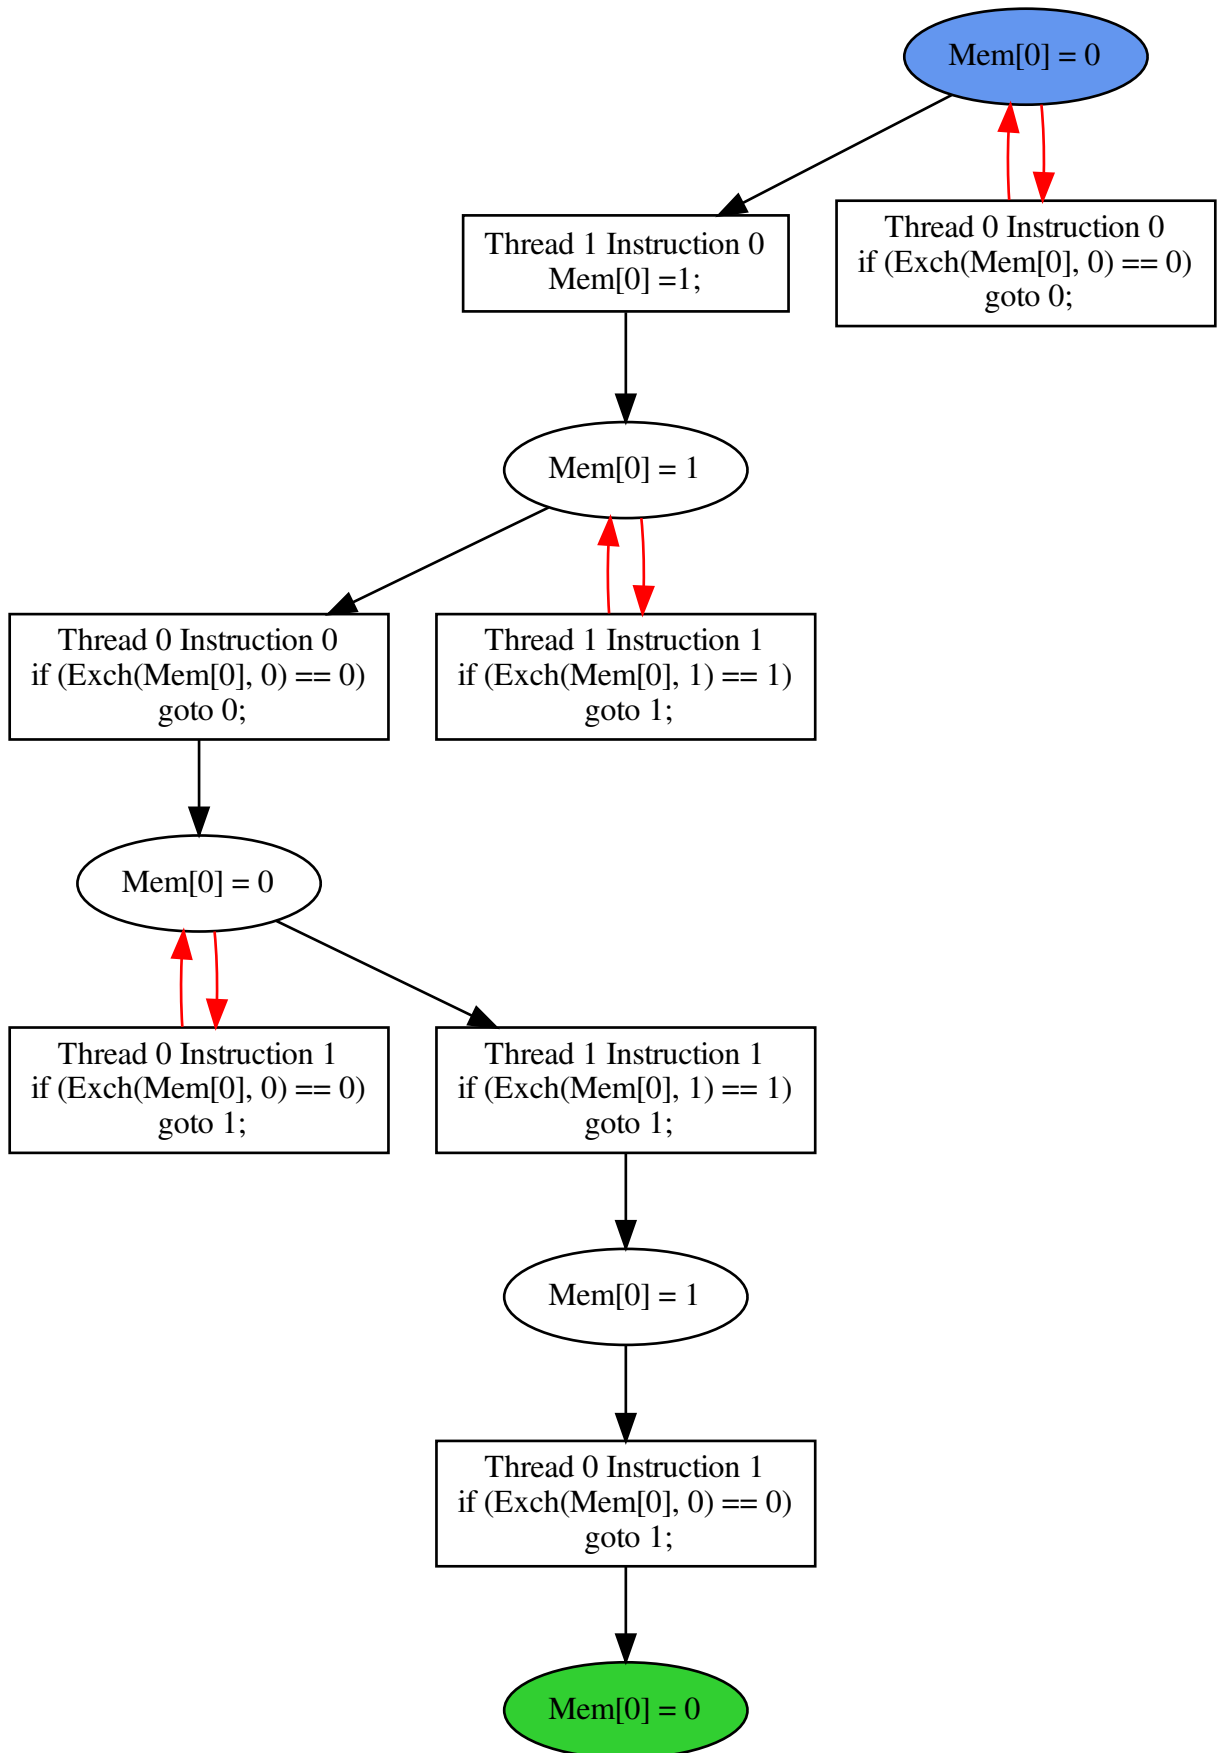 Mem[0] = 0
Thread 1 Instruction 0
Mem[0] =1;
Thread 0 Instruction 0
if (Exch(Mem[0], 0) == 0)
goto 0;
Mem[0] = 1
Thread 0 Instruction 0
if (Exch(Mem[0], 0) == 0)
goto 0;
Thread 1 Instruction 1
if (Exch(Mem[0], 1) == 1)
goto 1;
Mem[0] = 0
Thread 0 Instruction 1
if (Exch(Mem[0], 0) == 0)
goto 1;
Thread 1 Instruction 1
if (Exch(Mem[0], 1) == 1)
goto 1;
Mem[0] = 1
Thread 0 Instruction 1
if (Exch(Mem[0], 0) == 0)
goto 1;
Mem[0] = 0